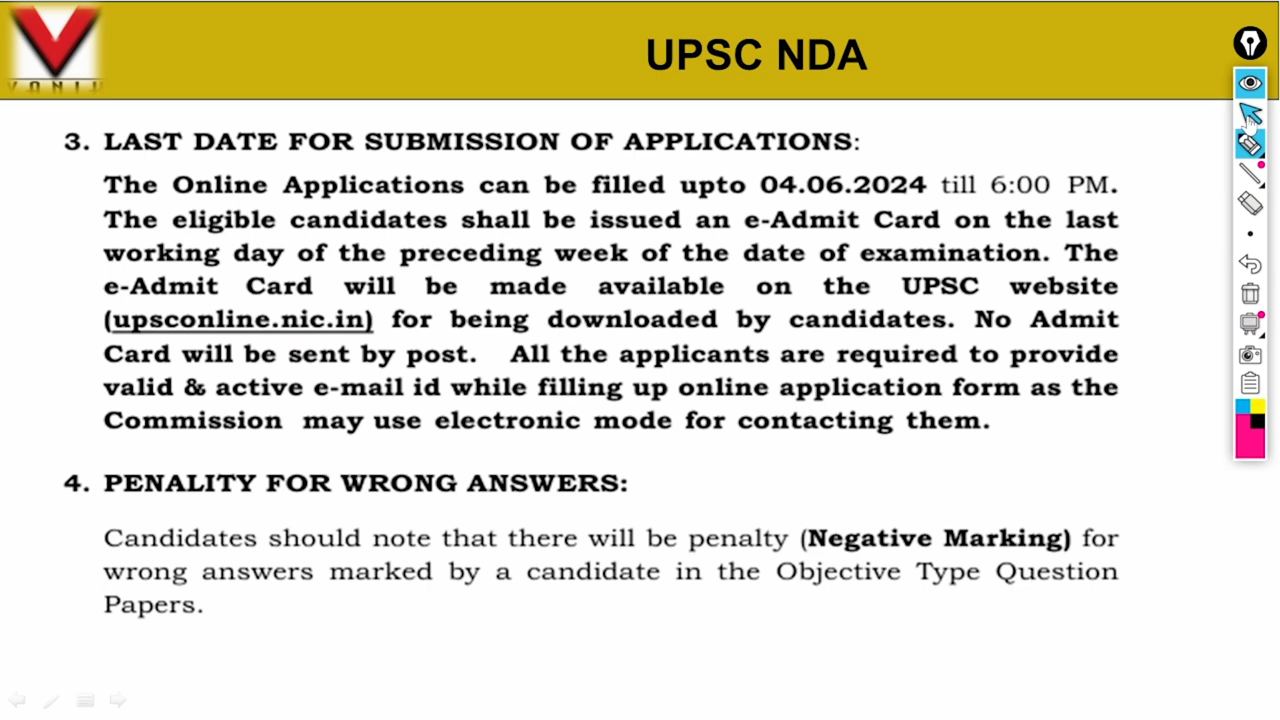 UPSC NDA
VANIJ
3. LAST DATE FOR SUBMISSION OF APPLICATIONS:
The Online Applications can be filled upto 04.06.2024 till 6:00 PM.
The eligible candidates shall be issued an e-Admit Card on the last
working day of the preceding week of the date of examination. The
e-Admit Card will be made available on the UPSC website
(upsconline.nic.in) for being downloaded by candidates. No Admit
Card will be sent by post. All the applicants are required to provide
valid & active e-mail id while filling up online application form as the
Commission may use electronic mode for contacting them.
4. PENALITY FOR WRONG ANSWERS:
Candidates should note that there will be penalty (Negative Marking) for
wrong answers marked by a candidate in the Objective Type Question
Papers.